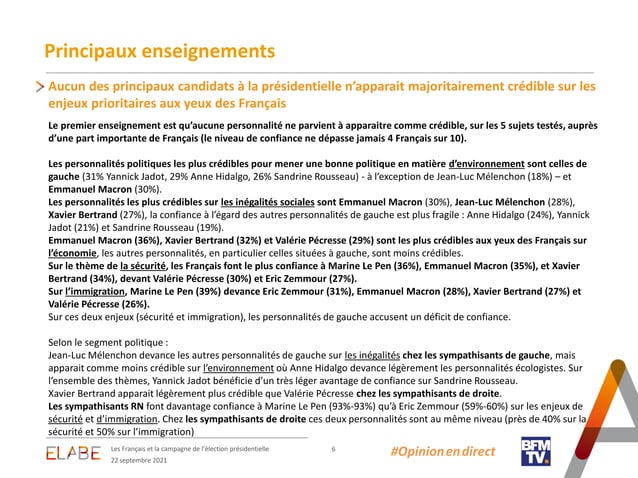 Principaux enseignements
Aucun des principaux candidats à la présidentielle n'apparait majoritairement crédible sur les
enjeux prioritaires aux yeux des Français
Le premier enseignement est qu'aucune personnalité ne parvient à apparaitre comme crédible, sur les 5 sujets testés, auprès
d'une part importante de Français (le niveau de confiance ne dépasse jamais 4 Français sur 10).
Les personnalités politiques les plus crédibles pour mener une bonne politique en matière d'environnement sont celles de
gauche (31% Yannick Jadot, 29% Anne Hidalgo, 26% Sandrine Rousseau) - à l'exception de Jean-Luc Mélenchon (18%) – et
Emmanuel Macron (30%).
Les personnalités les plus crédibles sur les inégalités sociales sont Emmanuel Macron (30%), Jean-Luc Mélenchon (28%),
Xavier Bertrand (27%), la confiance à l'égard des autres personnalités de gauche est plus fragile : Anne Hidalgo (24%), Yannick
Jadot (21%) et Sandrine Rousseau (19%).
Emmanuel Macron (36%), Xavier Bertrand (32%) et Valérie Pécresse (29%) sont les plus crédibles aux yeux des Français sur
l'économie, les autres personnalités, en particulier celles situées à gauche, sont moins crédibles.
Sur le thème de la sécurité, les Français font le plus confiance à Marine Le Pen (36%), Emmanuel Macron (35%), et Xavier
Bertrand (34%), devant Valérie Pécresse (30%) et Eric Zemmour (27%).
Sur l'immigration, Marine Le Pen (39%) devance Eric Zemmour (31%), Emmanuel Macron (28%), Xavier Bertrand (27%) et
Valérie Pécresse (26%).
Sur ces deux enjeux (sécurité et immigration), les personnalités de gauche accusent un déficit de confiance.
Selon le segment politique :
Jean-Luc Mélenchon devance les autres personnalités de gauche sur les inégalités chez les sympathisants de gauche, mais
apparait comme moins crédible sur l'environnement où Anne Hidalgo devance légèrement les personnalités écologistes. Sur
l'ensemble des thèmes, Yannick Jadot bénéficie d'un très léger avantage de confiance sur Sandrine Rousseau.
Xavier Bertrand apparait légèrement plus crédible que Valérie Pécresse chez les sympathisants de droite.
Les sympathisants RN font davantage confiance à Marine Le Pen (93%-93%) qu'à Eric Zemmour (59%-60%) sur les enjeux de
sécurité et d'immigration. Chez les sympathisants de droite ces deux personnalités sont au même niveau (près de 40% sur la
sécurité et 50% sur l'immigration)
ELABE
Les Français et la campagne de l'élection présidentielle
6
22 septembre 2021
#Opinionendirect
BFM
TV.